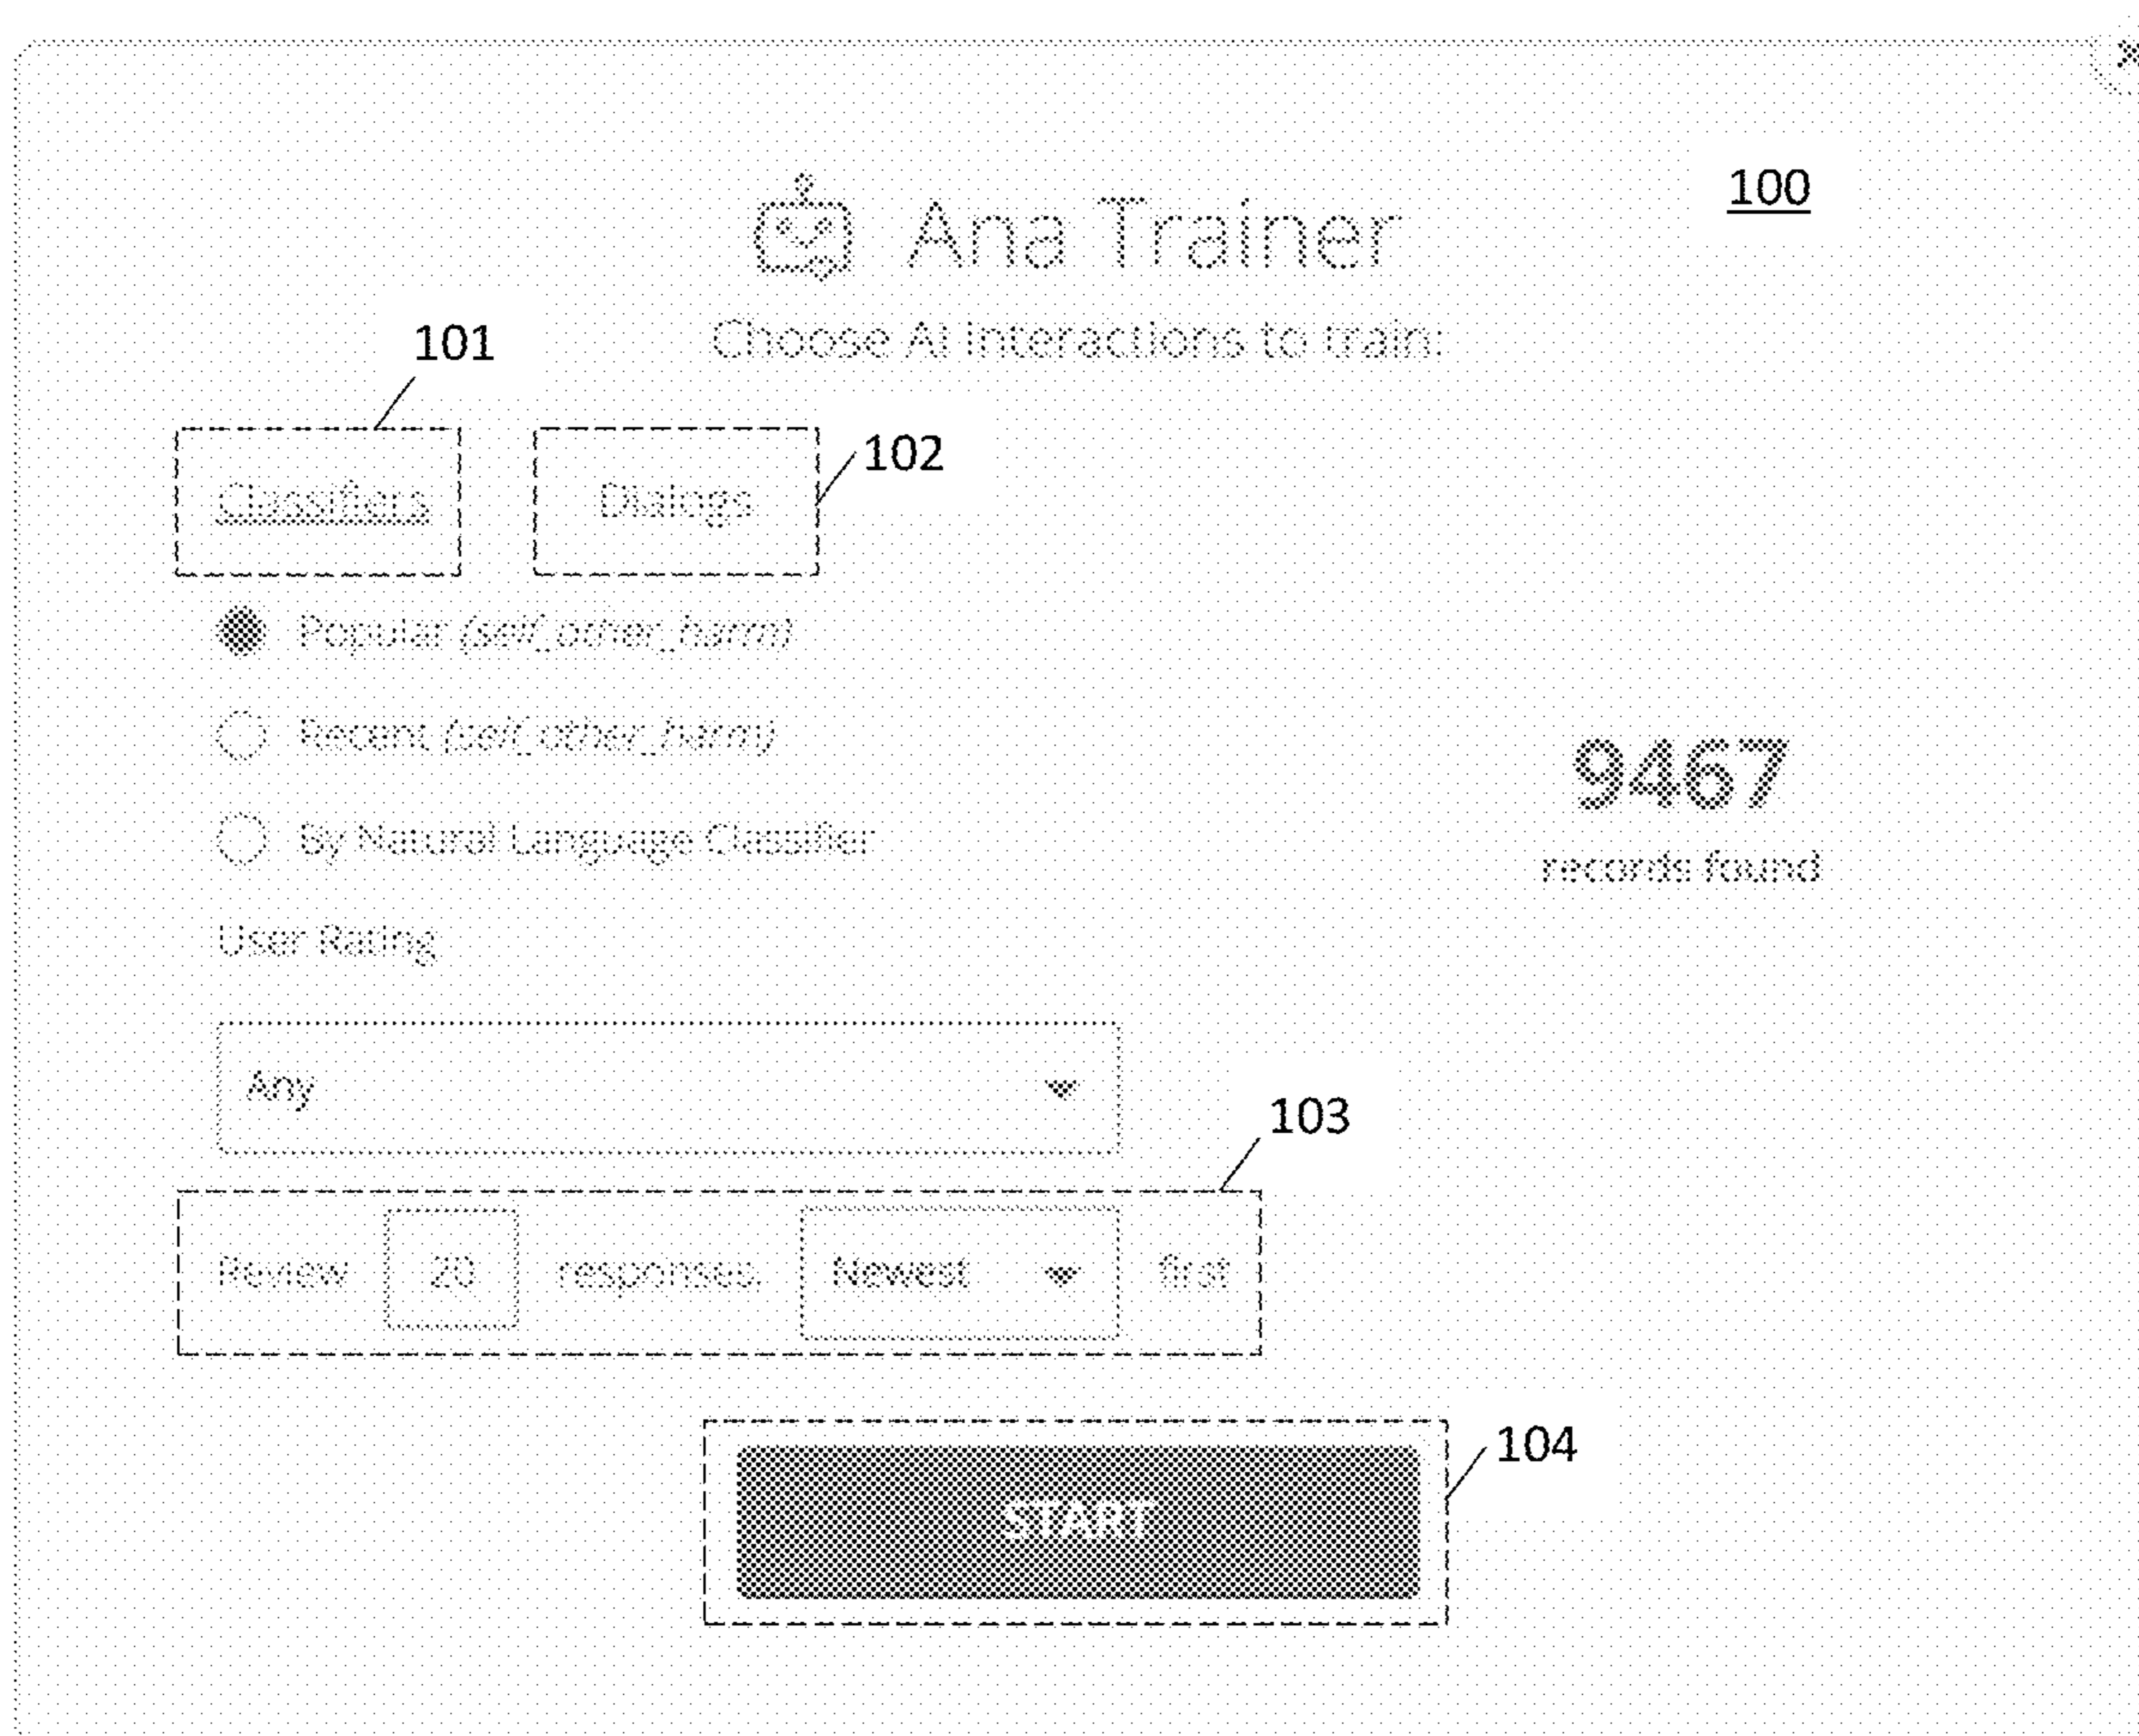 100
Ana Trainer
Choose AI interactions to train:
101
102
Classifiers Dialogs
Popular (self_other_harm)
Recent (self_other_harm)
By Natural Language Classifier
9467
records found
User Rating
Any
103
Review 20 responses, Newest first
104
START